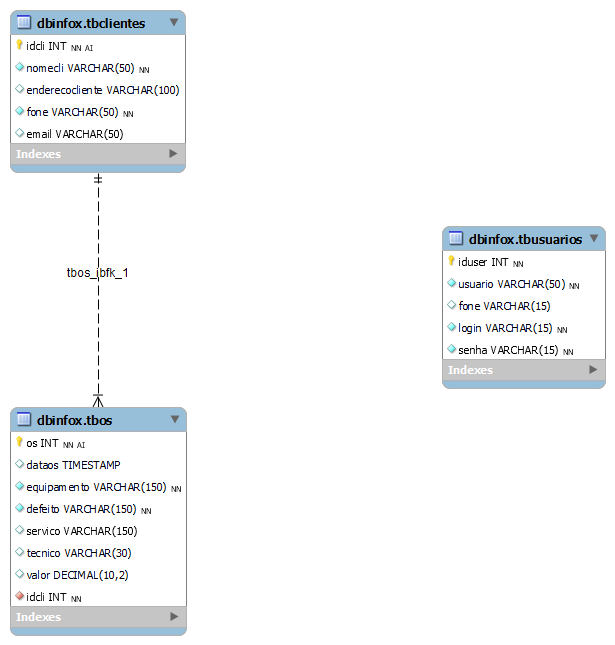 dbinfox.tbclientes
idcli INT NN AI
nomecli VARCHAR(50) NN
enderecocliente VARCHAR(100)
fone VARCHAR(50) NN
email VARCHAR(50)
Indexes
tbos_ibfk_1
dbinfox.tbusuarios
iduser INT NN
usuario VARCHAR(50) NN
fone VARCHAR(15)
login VARCHAR(15) NN
senha VARCHAR(15) NN
Indexes
dbinfox.tbos
os INT NN AI
dataos TIMESTAMP
equipamento VARCHAR(150) NN
defeito VARCHAR(150) NN
servico VARCHAR(150)
tecnico VARCHAR(30)
valor DECIMAL(10,2)
idcli INT NN
Indexes